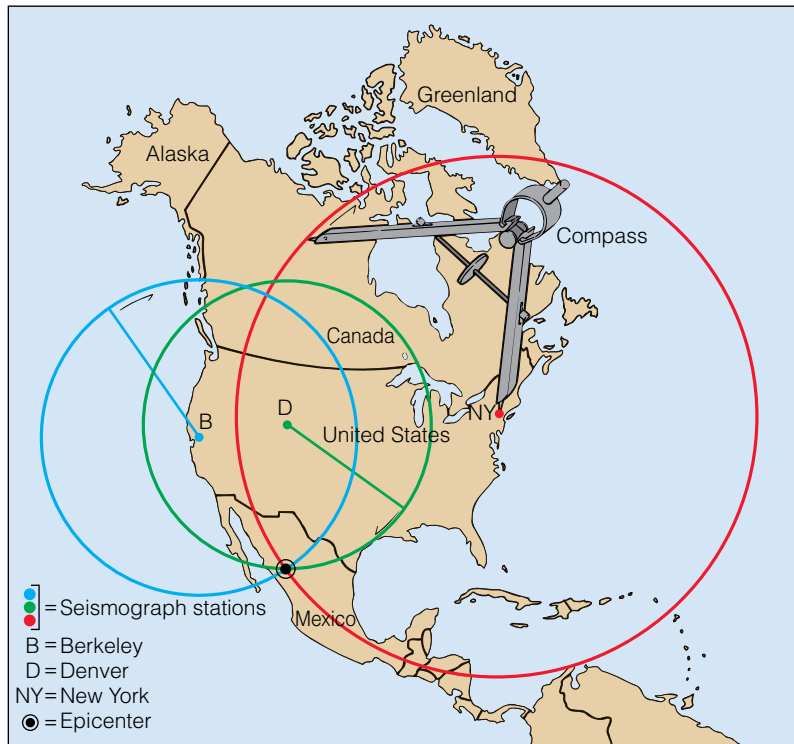 Greenland
Alaska
Compass
Canada
B
D
NY
United States
Mexico
= Seismograph stations
B = Berkeley
D = Denver
NY = New York
= Epicenter